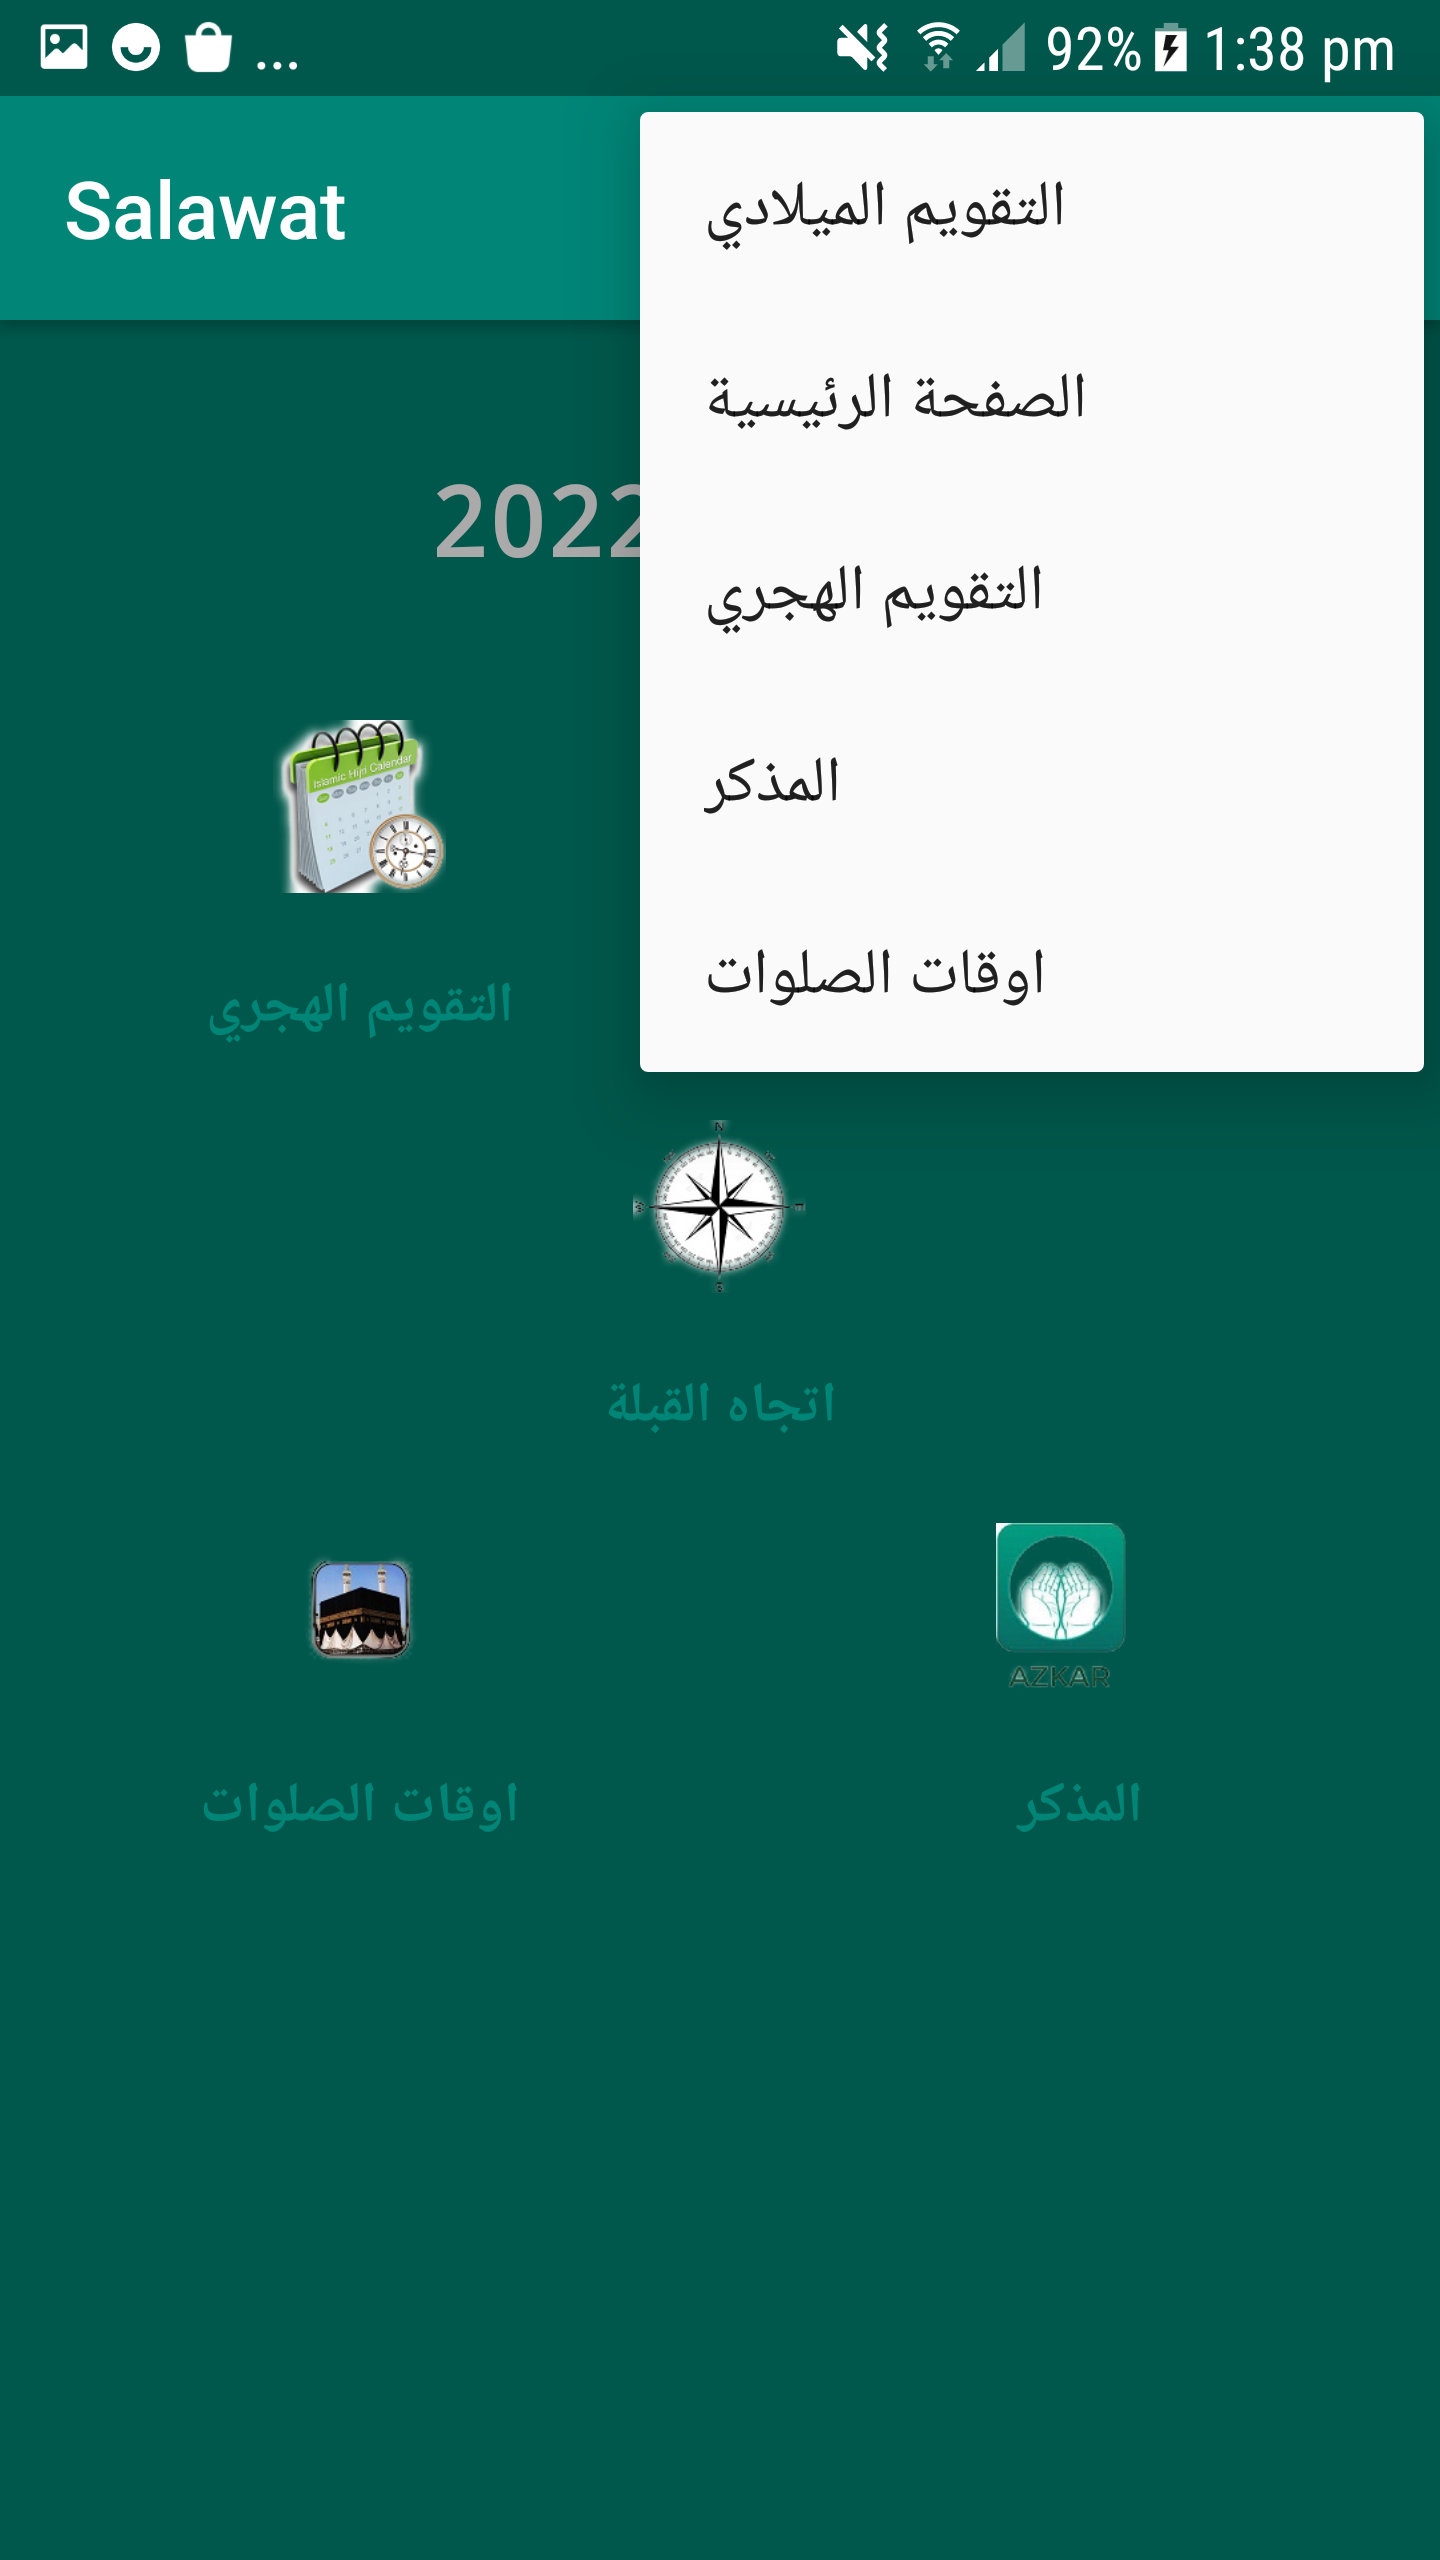 ... 92% 1:38 pm
Salawat
التقويم الميلادي
الصفحة الرئيسية
التقويم الهجري
المذكر
اوقات الصلوات
2022
Islamic Hijri Calendar
التقويم الهجري
N
اتجاه القبلة
AZKAR
اوقات الصلوات
المذكر